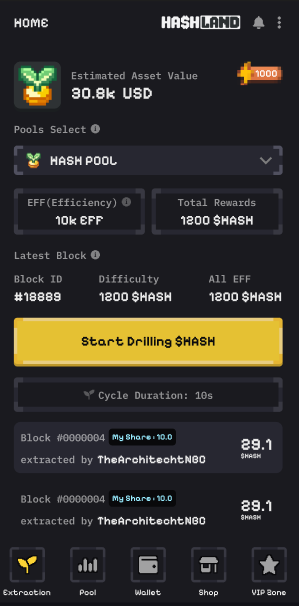 HOME
HASHLAND
Estimated Asset Value
30.8k USD
1000
Pools Select
HASH POOL
EFF(Efficiency)
10k EFF
Total Rewards
1200 $HASH
Latest Block
Block ID
#18889
Difficulty
1200 $HASH
All EFF
1200 $HASH
Start Drilling $HASH
Cycle Duration: 10s
Block #0000004 My Share: 10.0
extracted by TheArchitechtN80
29.1
$HASH
Block #0000004 My Share: 10.0
extracted by TheArchitechtN80
29.1
$HASH
Extraction
Pool
Wallet
Shop
VIP Bone